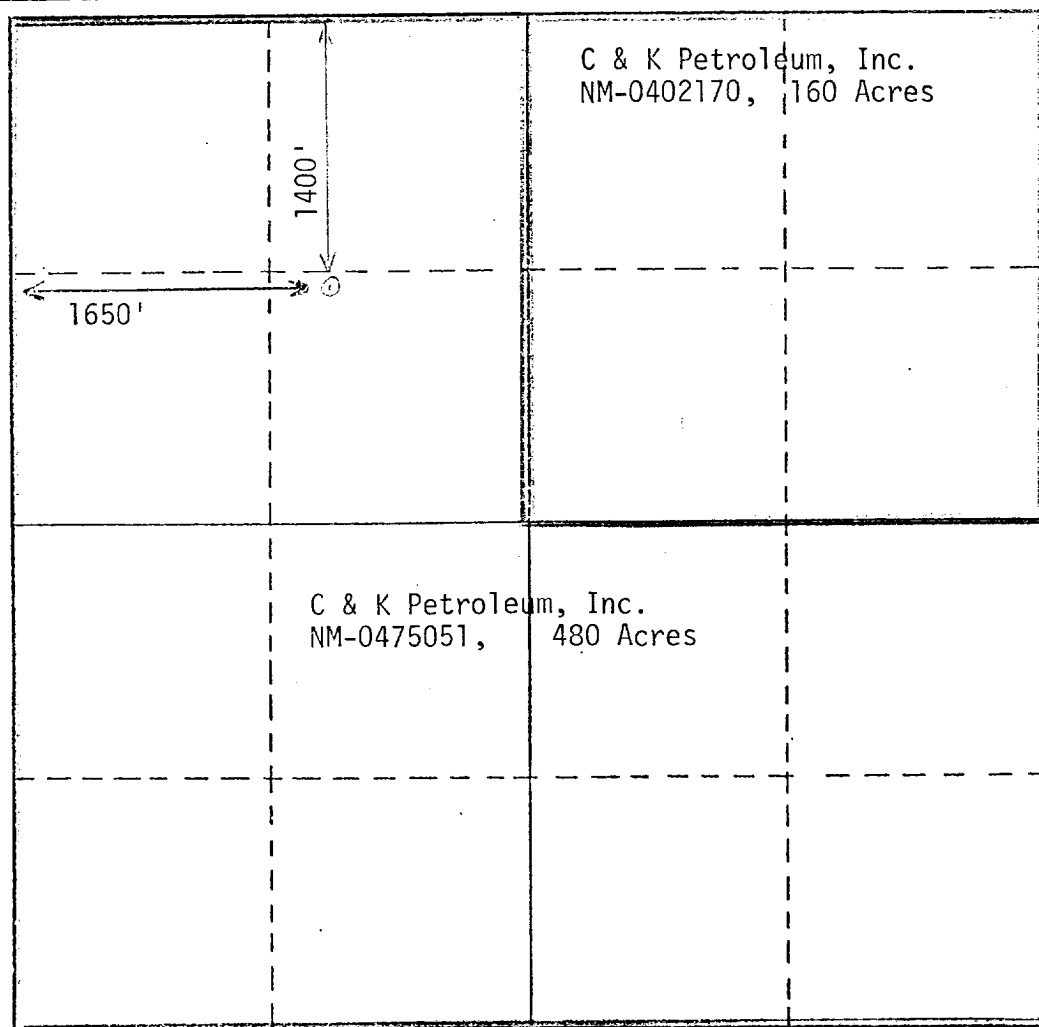 C & K Petroleum, Inc.
NM-0402170, 160 Acres
1400'
1650'
C & K Petroleum, Inc.
NM-0475051, 480 Acres